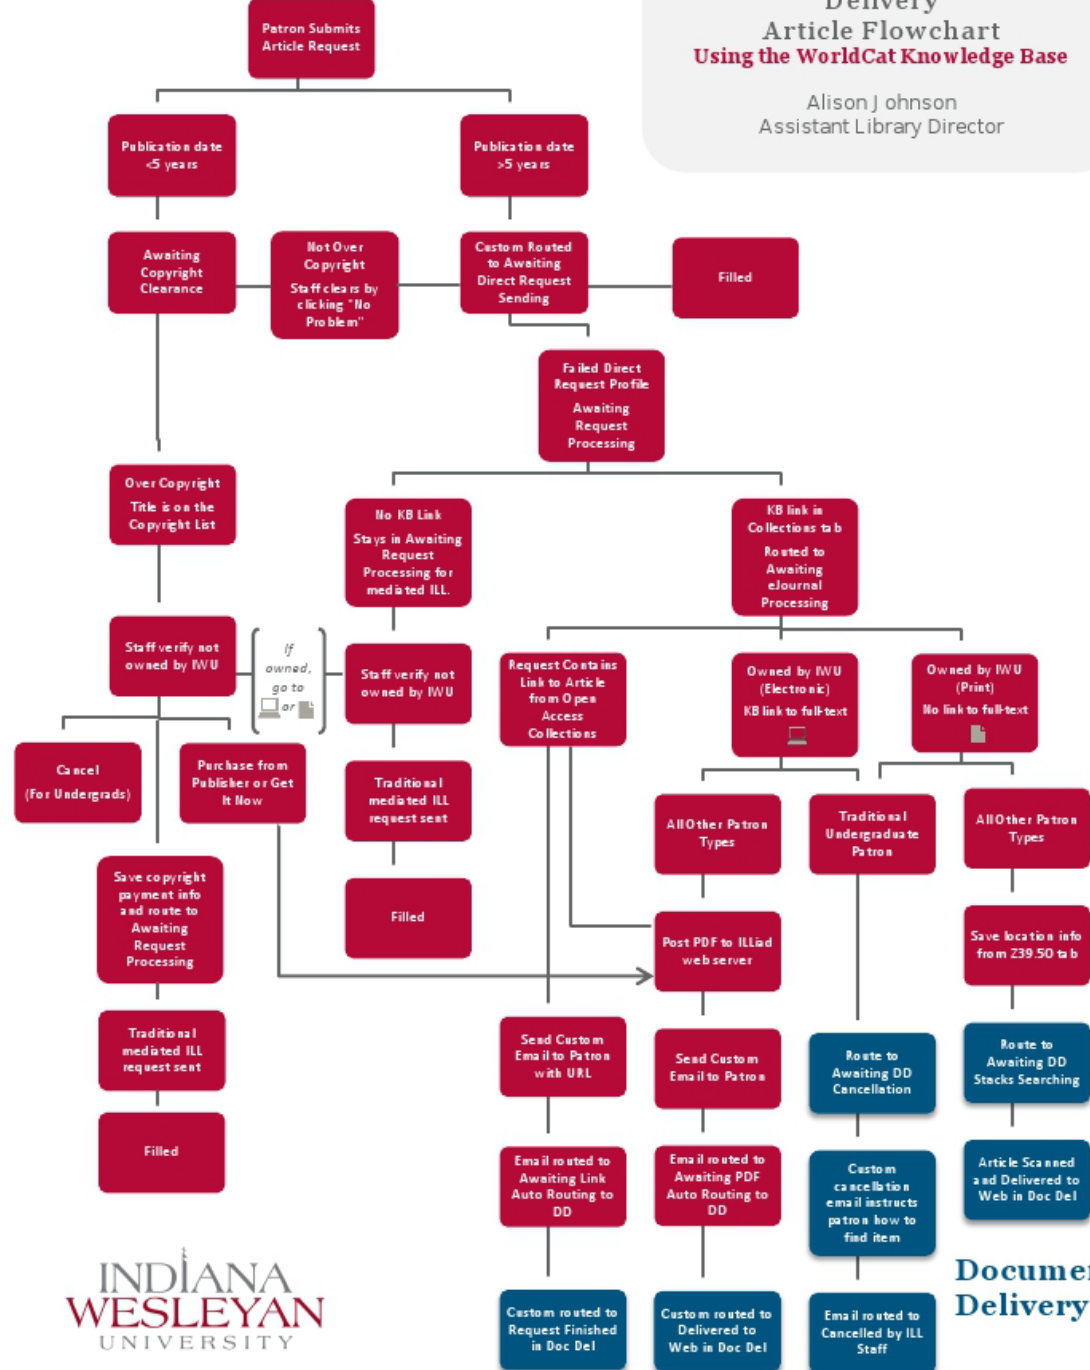 Delivery
Article Flowchart
Using the WorldCat Knowledge Base
Alison Johnson
Assistant Library Director
Patron Submits
Article Request
Publication date
<5 years
Publication date
>5 years
Awaiting
Copyright
Clearance
Not Over
Copyright
Staff clears by
clicking "No
Problem"
Custom Routed
to Awaiting
Direct Request
Sending
Filled
Failed Direct
Request Profile
Awaiting
Request
Processing
Over Copyright
Title is on the
Copyright List
No KB Link
Stays in Awaiting
Request
Processing for
mediated ILL.
KB link in
Collections tab
Routed to
Awaiting
eJournal
Processing
Staff verify not
owned by IWU
If
owned,
go to
or
Staff verify not
owned by IWU
Request Contains
Link to Article
from Open
Access
Collections
Owned by IWU
(Electronic)
KB link to full-text
Owned by IWU
(Print)
No link to full-text
Cancel
(For Undergrads)
Purchase from
Publisher or Get
It Now
Traditional
mediated ILL
request sent
All Other Patron
Types
Traditional
Undergraduate
Patron
All Other Patron
Types
Save copyright
payment info
and route to
Awaiting
Request
Processing
Filled
Post PDF to ILLiad
web server
Save location info
from Z39.50 tab
Traditional
mediated ILL
request sent
Send Custom
Email to Patron
with URL
Send Custom
Email to Patron
Route to
Awaiting DD
Cancellation
Route to
Awaiting DD
Stacks Searching
Filled
Email routed to
Awaiting Link
Auto Routing to
DD
Email routed to
Awaiting PDF
Auto Routing to
DD
Custom
cancellation
email instructs
patron how to
find item
Article Scanned
and Delivered to
Web in Doc Del
INDIANA
WESLEYAN
UNIVERSITY
Custom routed to
Request Finished
in Doc Del
Custom routed to
Delivered to
Web in Doc Del
Email routed to
Cancelled by ILL
Staff
Delivery